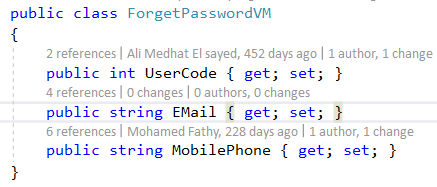 public class ForgetPasswordVM
{
2 references | Ali Medhat El sayed, 452 days ago | 1 author, 1 change
public int UserCode { get; set; }
4 references | 0 changes | 0 authors, 0 changes
public string EMail { get; set; }
6 references | Mohamed Fathy, 228 days ago | 1 author, 1 change
public string MobilePhone { get; set; }
}